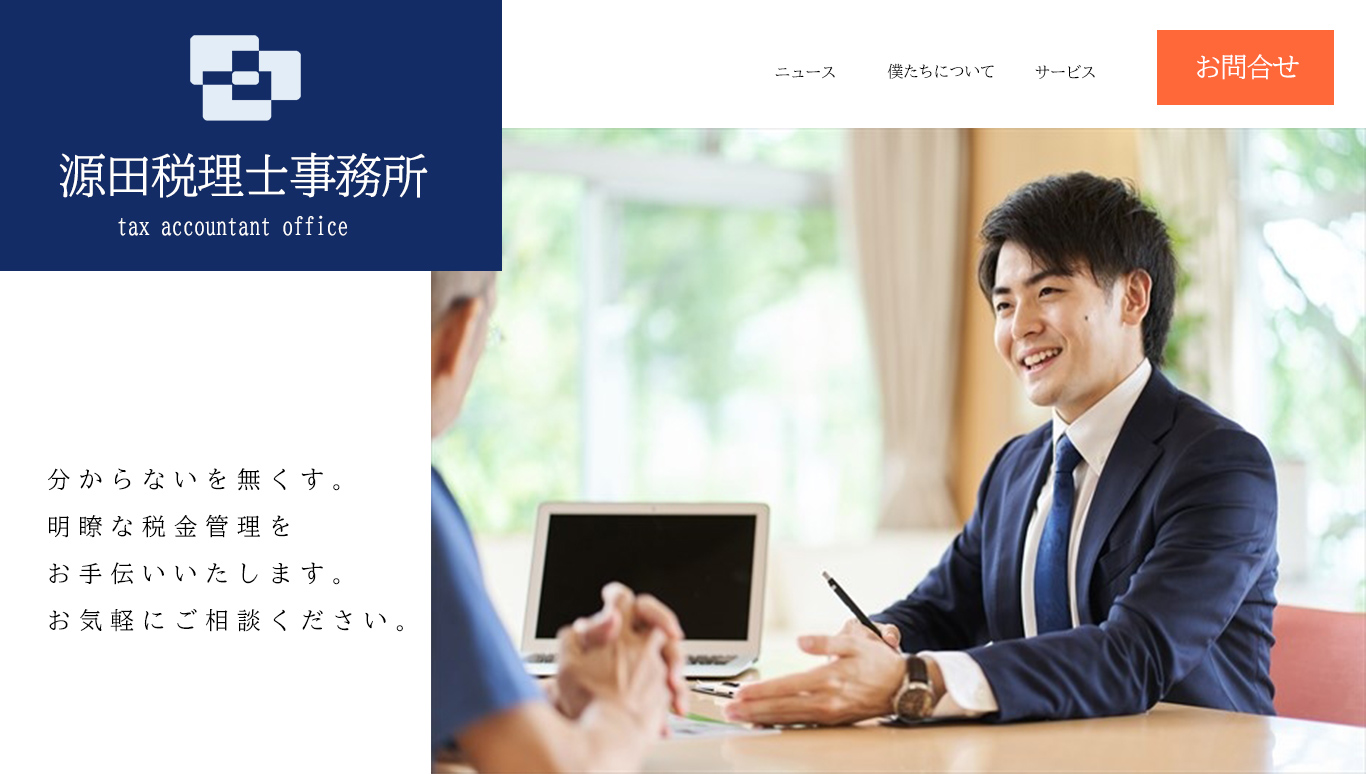 源田税理士事務所
tax accountant office
ニュース
僕たちについて
サービス
お問合せ
分からないを無くす。
明瞭な税金管理を
お手伝いいたします。
お気軽にご相談ください。